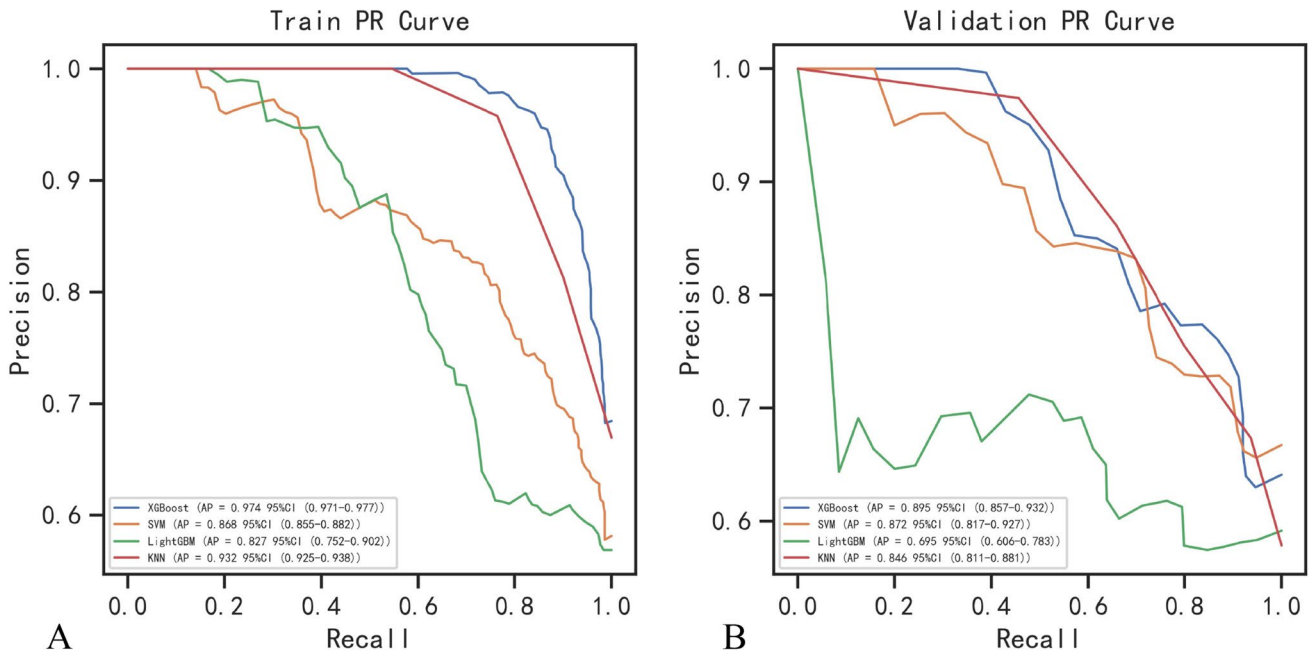 Train PR Curve
1.0
0.9
0.8
0.7
0.6
Precision
XGBoost (AP = 0.974 95%CI (0.971-0.977))
SVM (AP = 0.868 95%CI (0.855-0.882))
LightGBM (AP = 0.827 95%CI (0.752-0.902))
KNN (AP = 0.932 95%CI (0.925-0.938))
0.0 0.2 0.4 0.6 0.8 1.0
Recall
A
Validation PR Curve
1.0
0.9
0.8
0.7
0.6
Precision
XGBoost (AP = 0.895 95%CI (0.857-0.932))
SVM (AP = 0.872 95%CI (0.817-0.927))
LightGBM (AP = 0.695 95%CI (0.606-0.783))
KNN (AP = 0.846 95%CI (0.811-0.881))
0.0 0.2 0.4 0.6 0.8 1.0
Recall
B